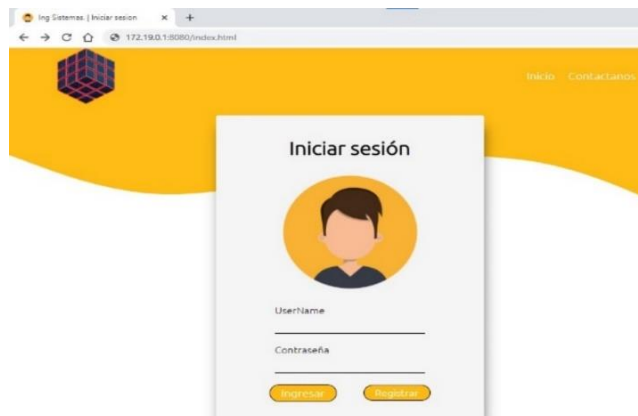 Ing Sistemas | Iniciar sesion
172.19.0.1:8080/index.html
Inicio Contactanos
Iniciar sesión
UserName
Contraseña
Ingresar Registrar